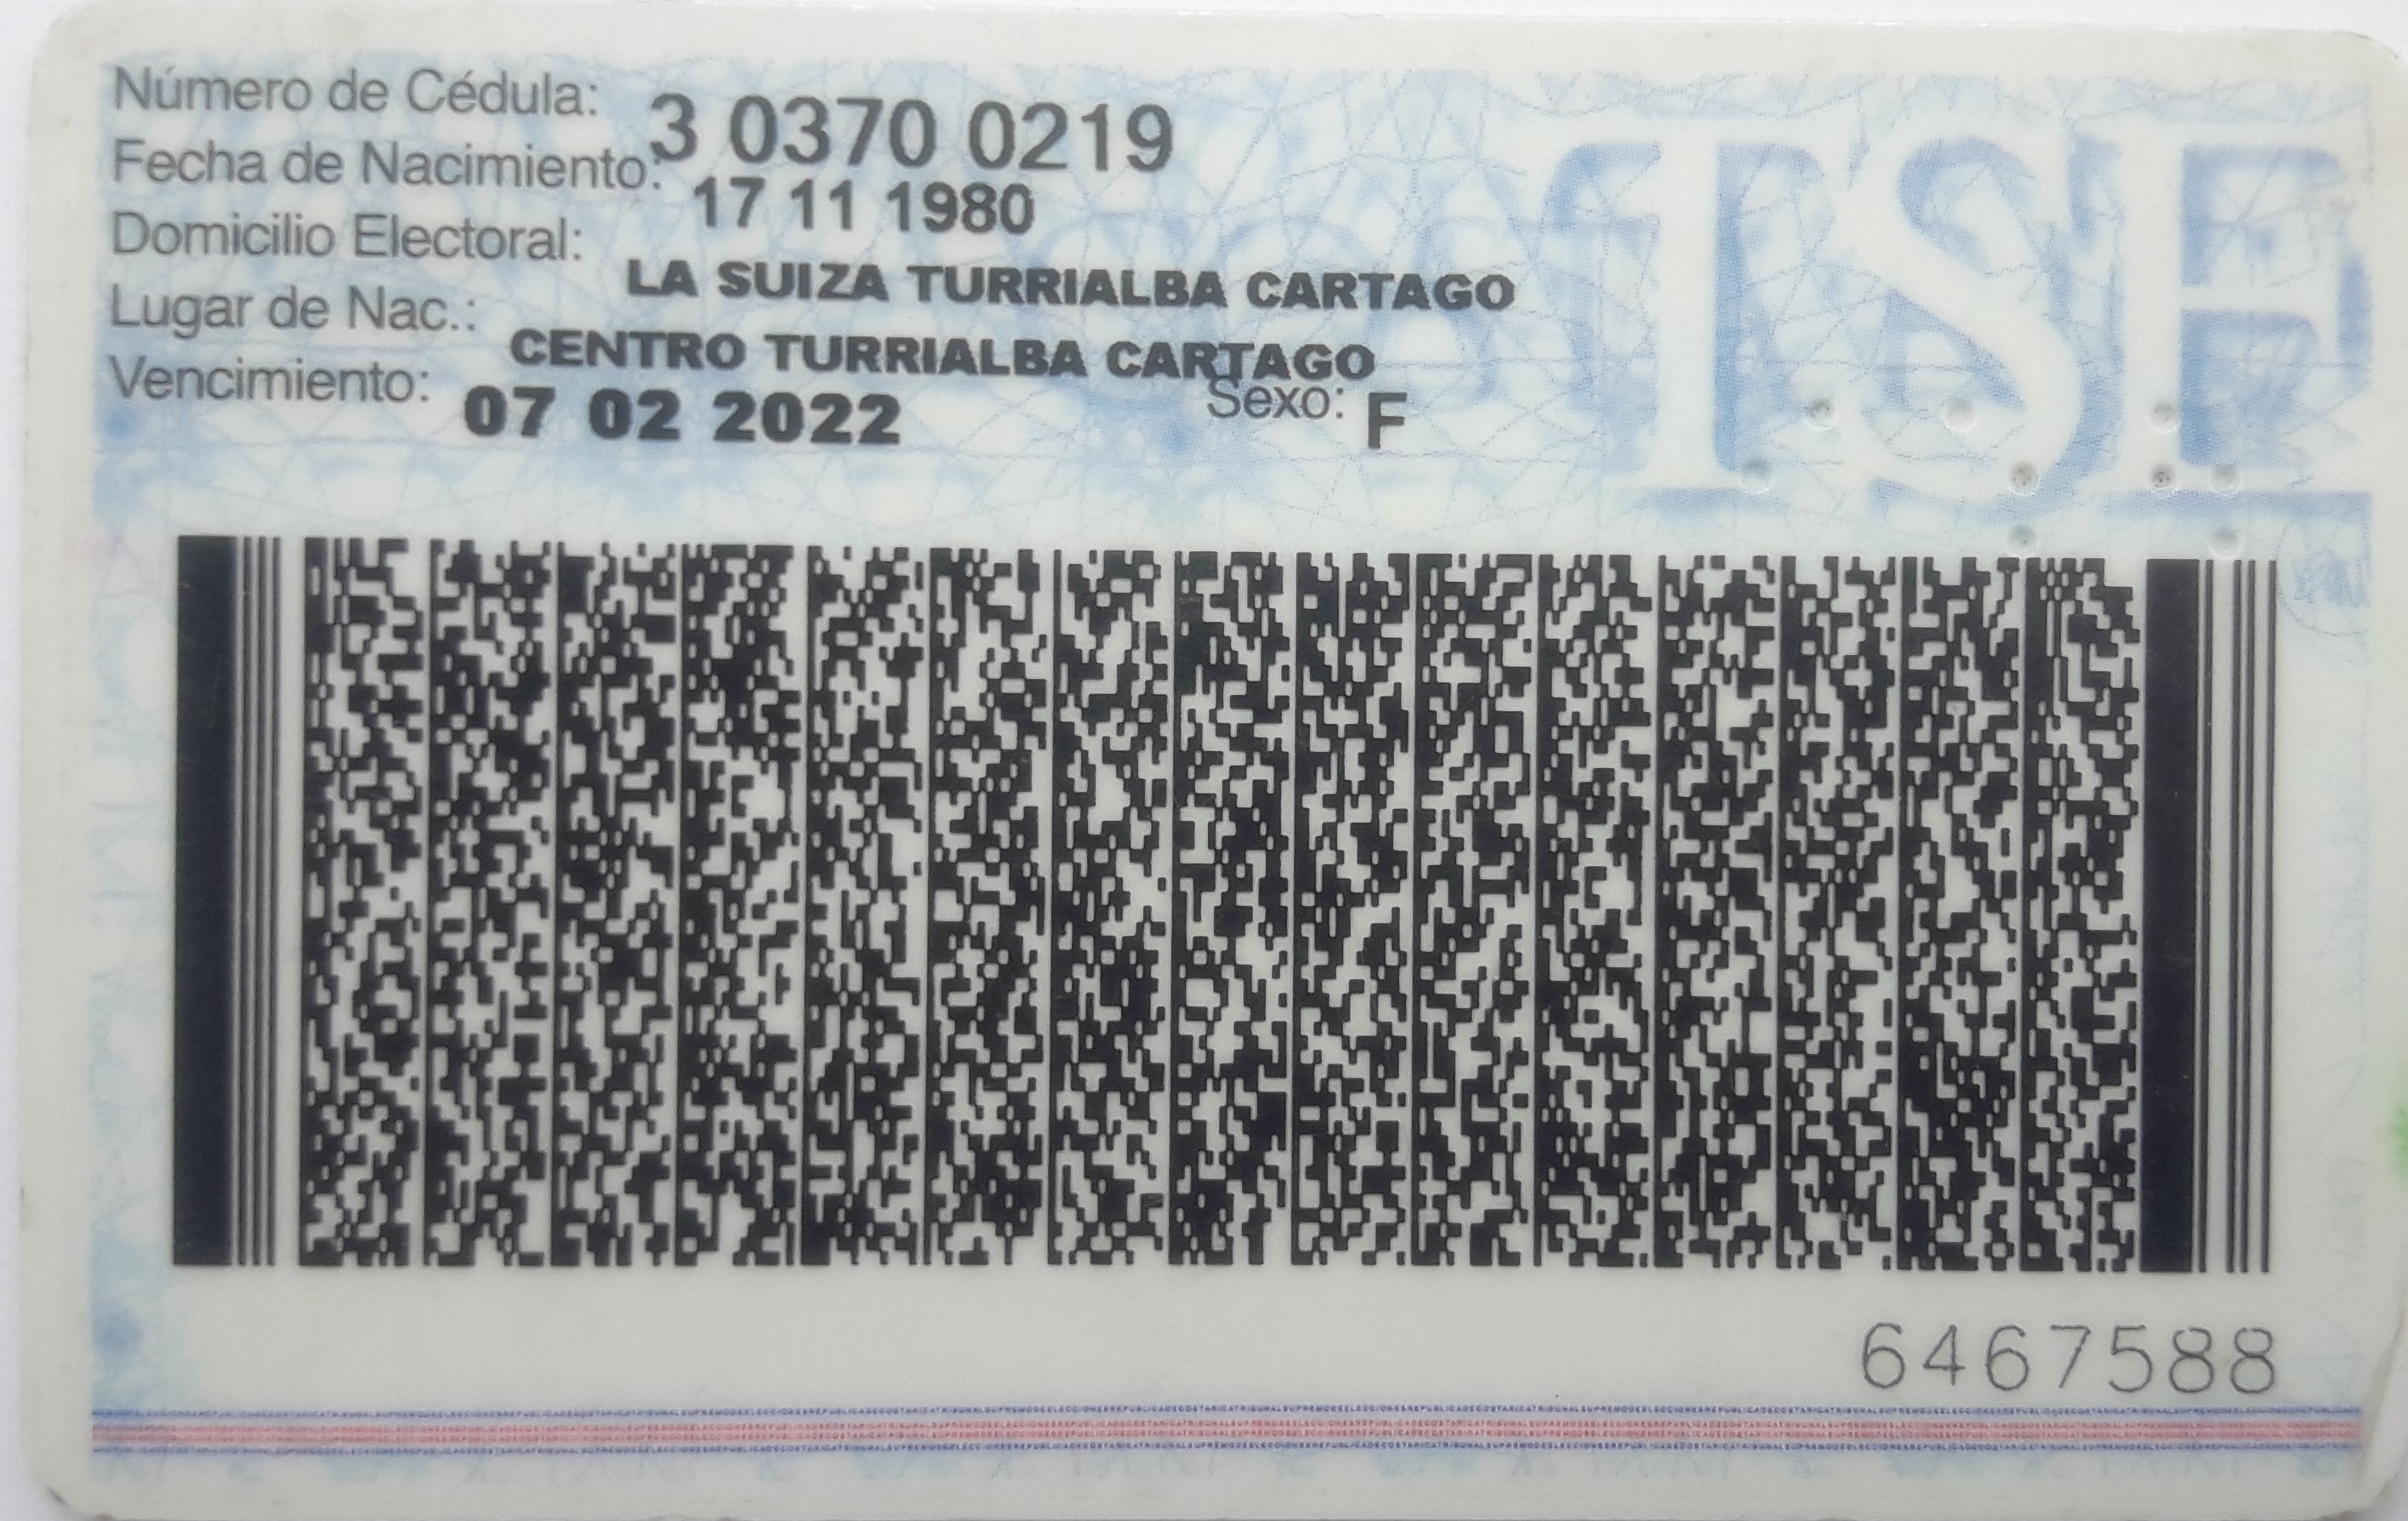 Número de Cédula: 3 0370 0219
Fecha de Nacimiento: 17 11 1980
Domicilio Electoral: LA SUIZA TURRIALBA CARTAGO
Lugar de Nac.: CENTRO TURRIALBA CARTAGO
Vencimiento: 07 02 2022 Sexo: F
TSE
6467588